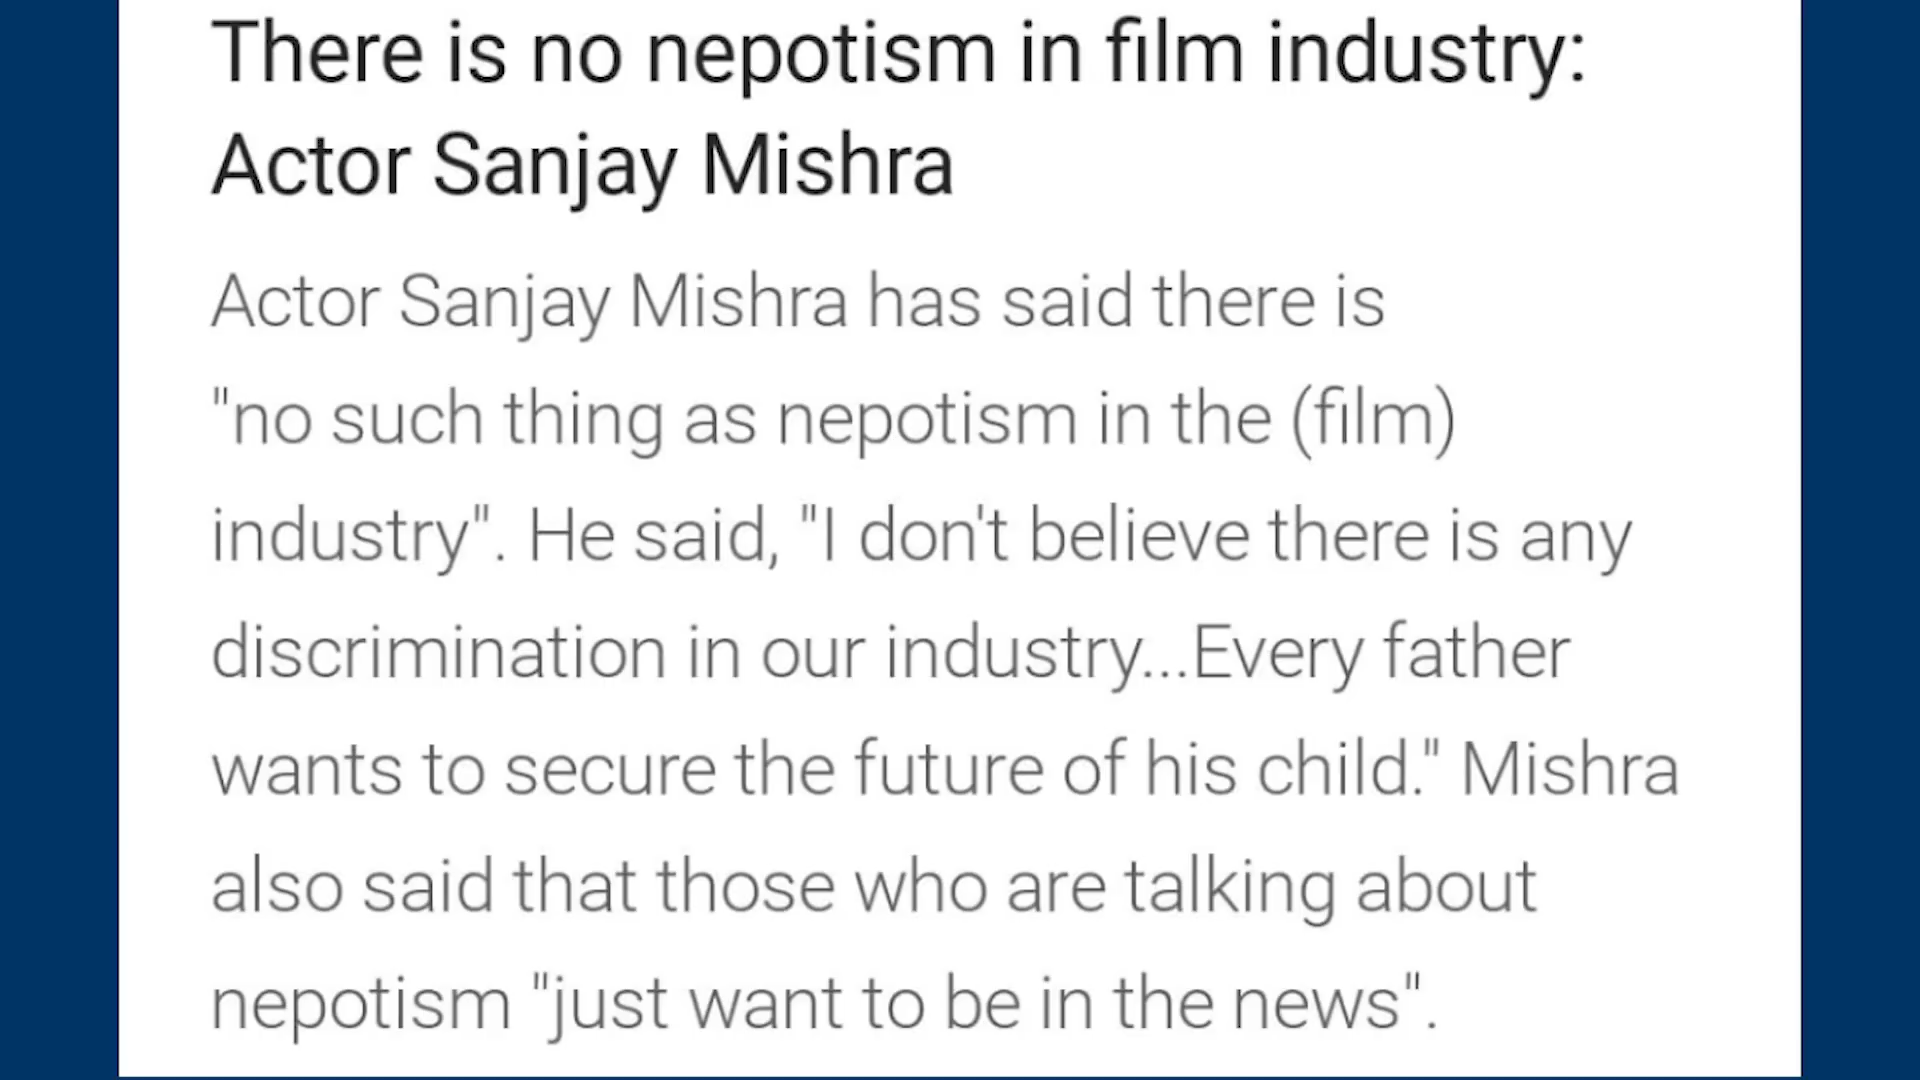 There is no nepotism in film industry:
Actor Sanjay Mishra
Actor Sanjay Mishra has said there is
"no such thing as nepotism in the (film)
industry". He said, "I don't believe there is any
discrimination in our industry...Every father
wants to secure the future of his child." Mishra
also said that those who are talking about
nepotism "just want to be in the news".